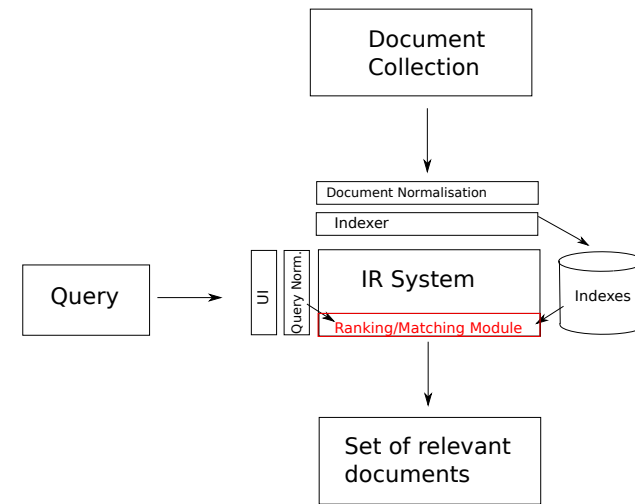 Document
Collection
Document Normalisation
Indexer
Query
UI
Query Norm.
IR System
Ranking/Matching Module
Indexes
Set of relevant
documents